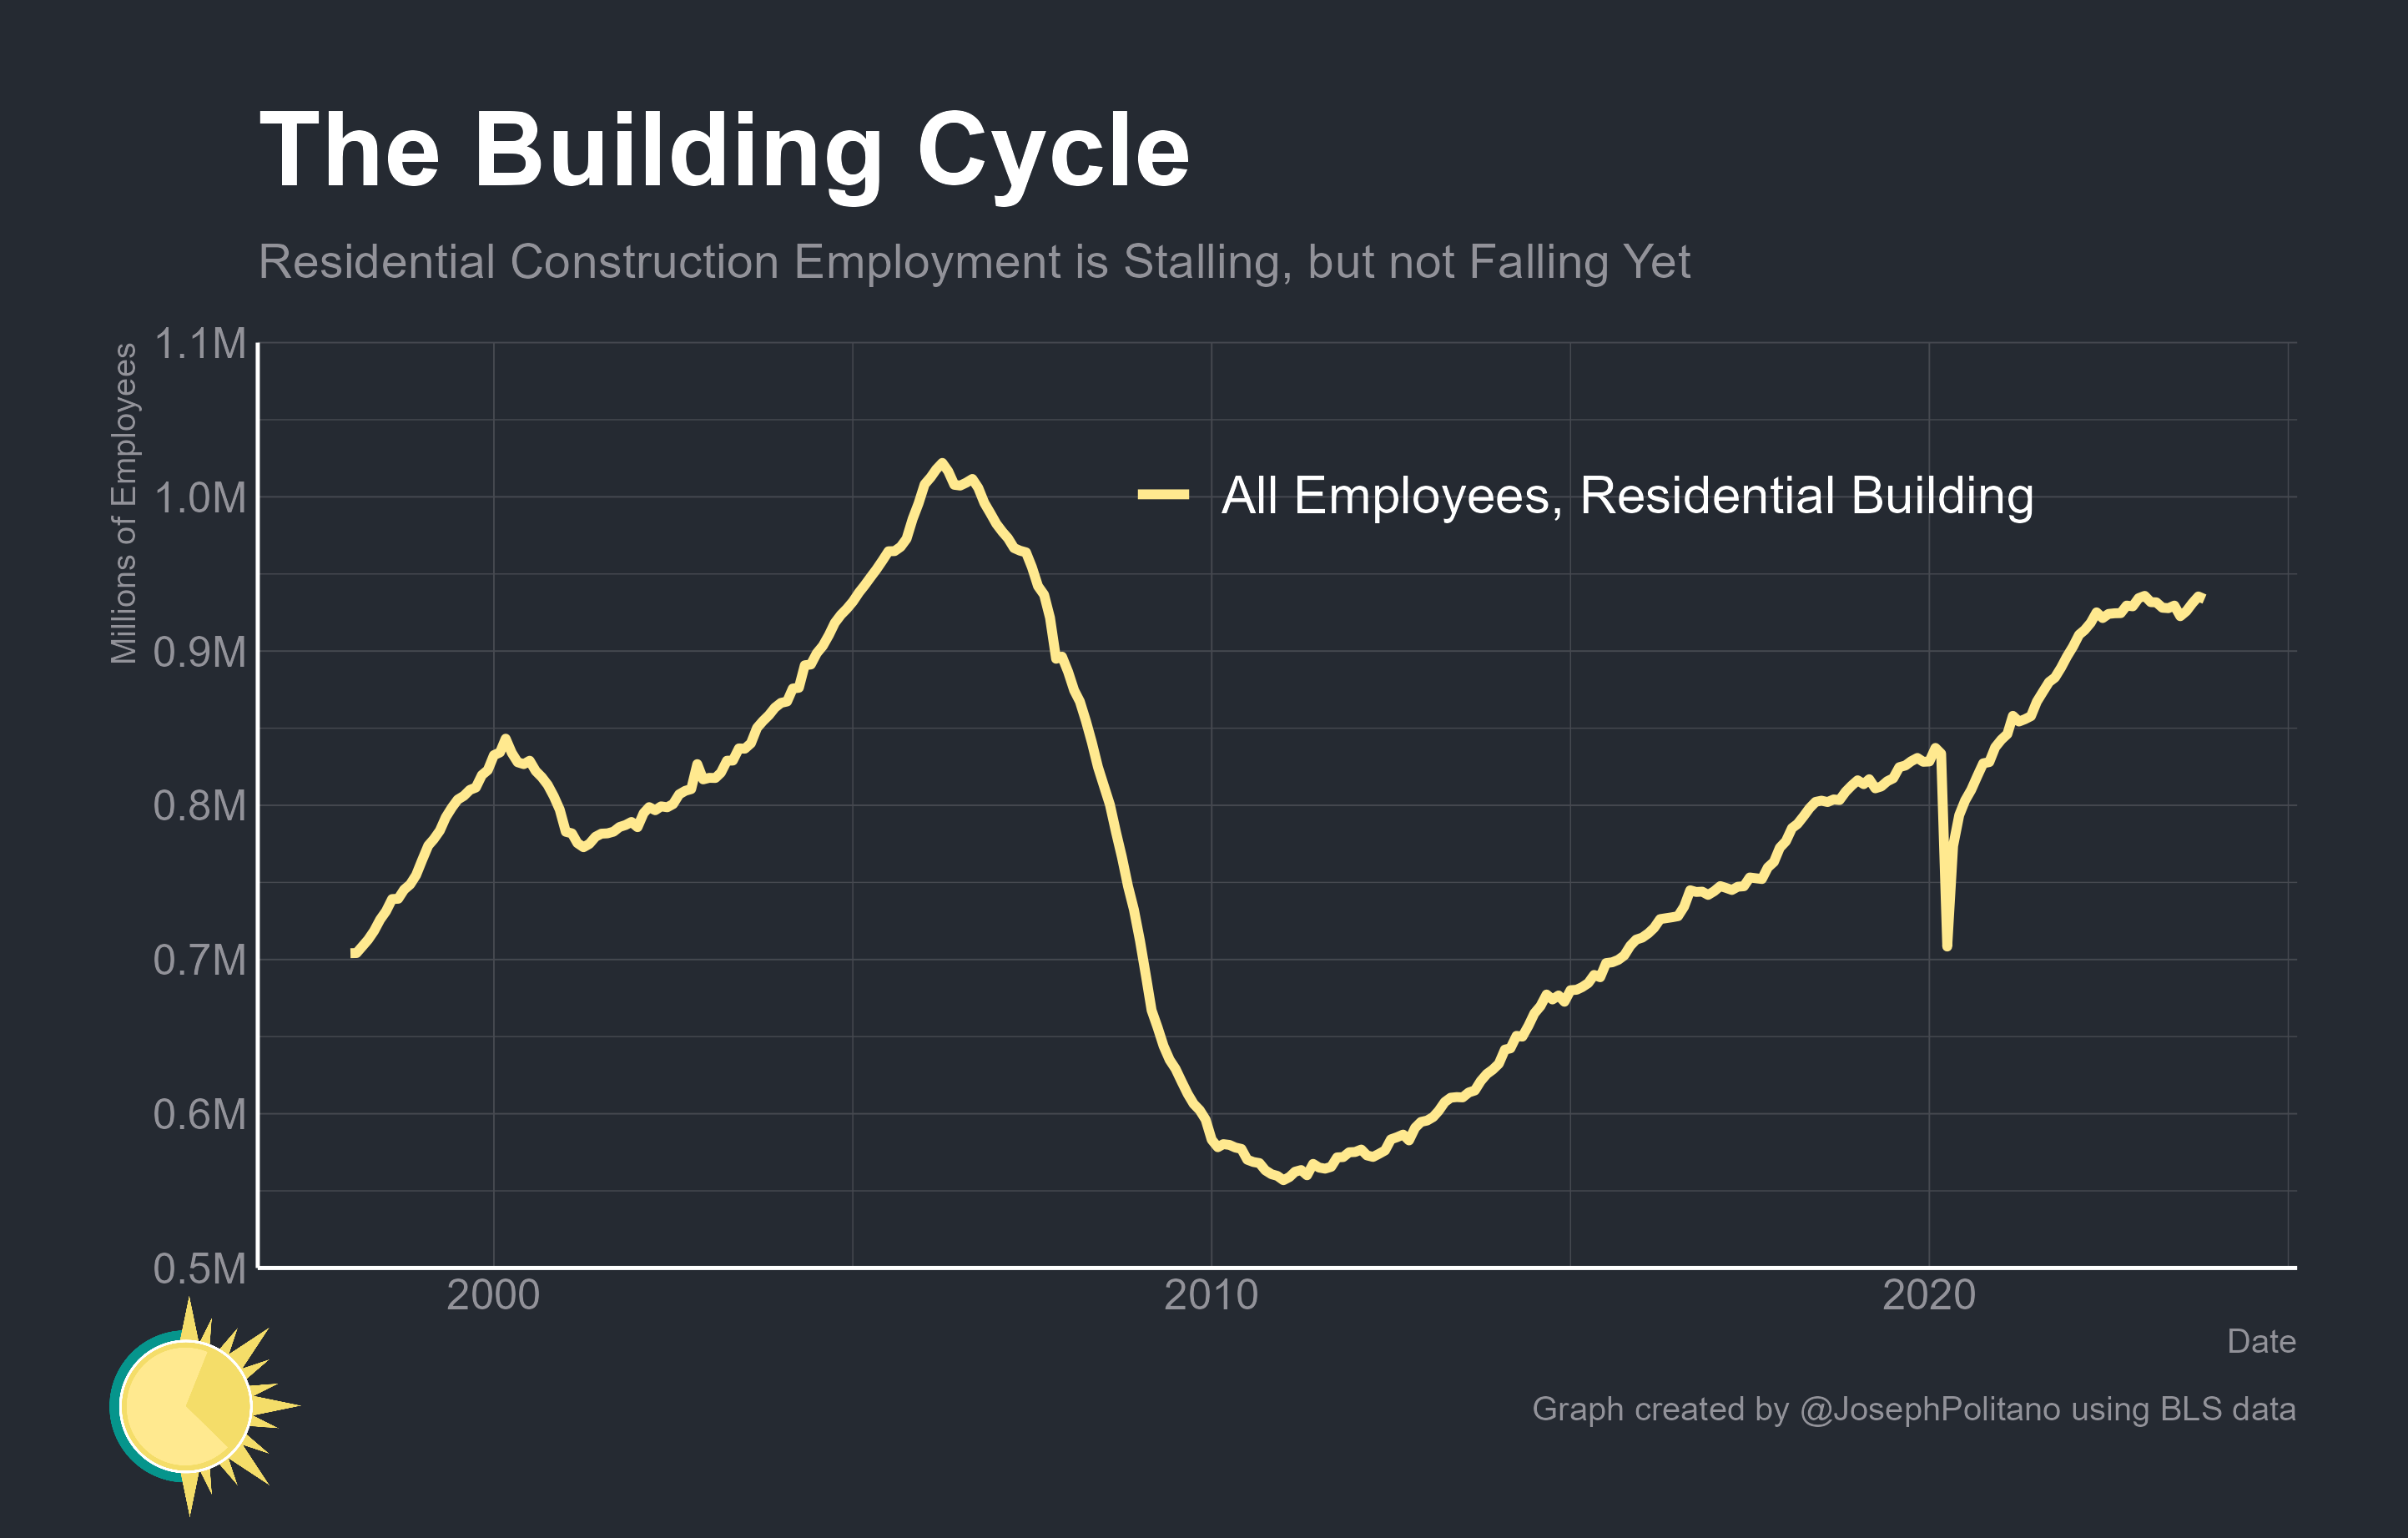 The Building Cycle
Residential Construction Employment is Stalling, but not Falling Yet
Millions of Employees
1.1M
1.0M
0.9M
0.8M
0.7M
0.6M
0.5M
All Employees, Residential Building
2000
2010
2020
Date
Graph created by @JosephPolitano using BLS data